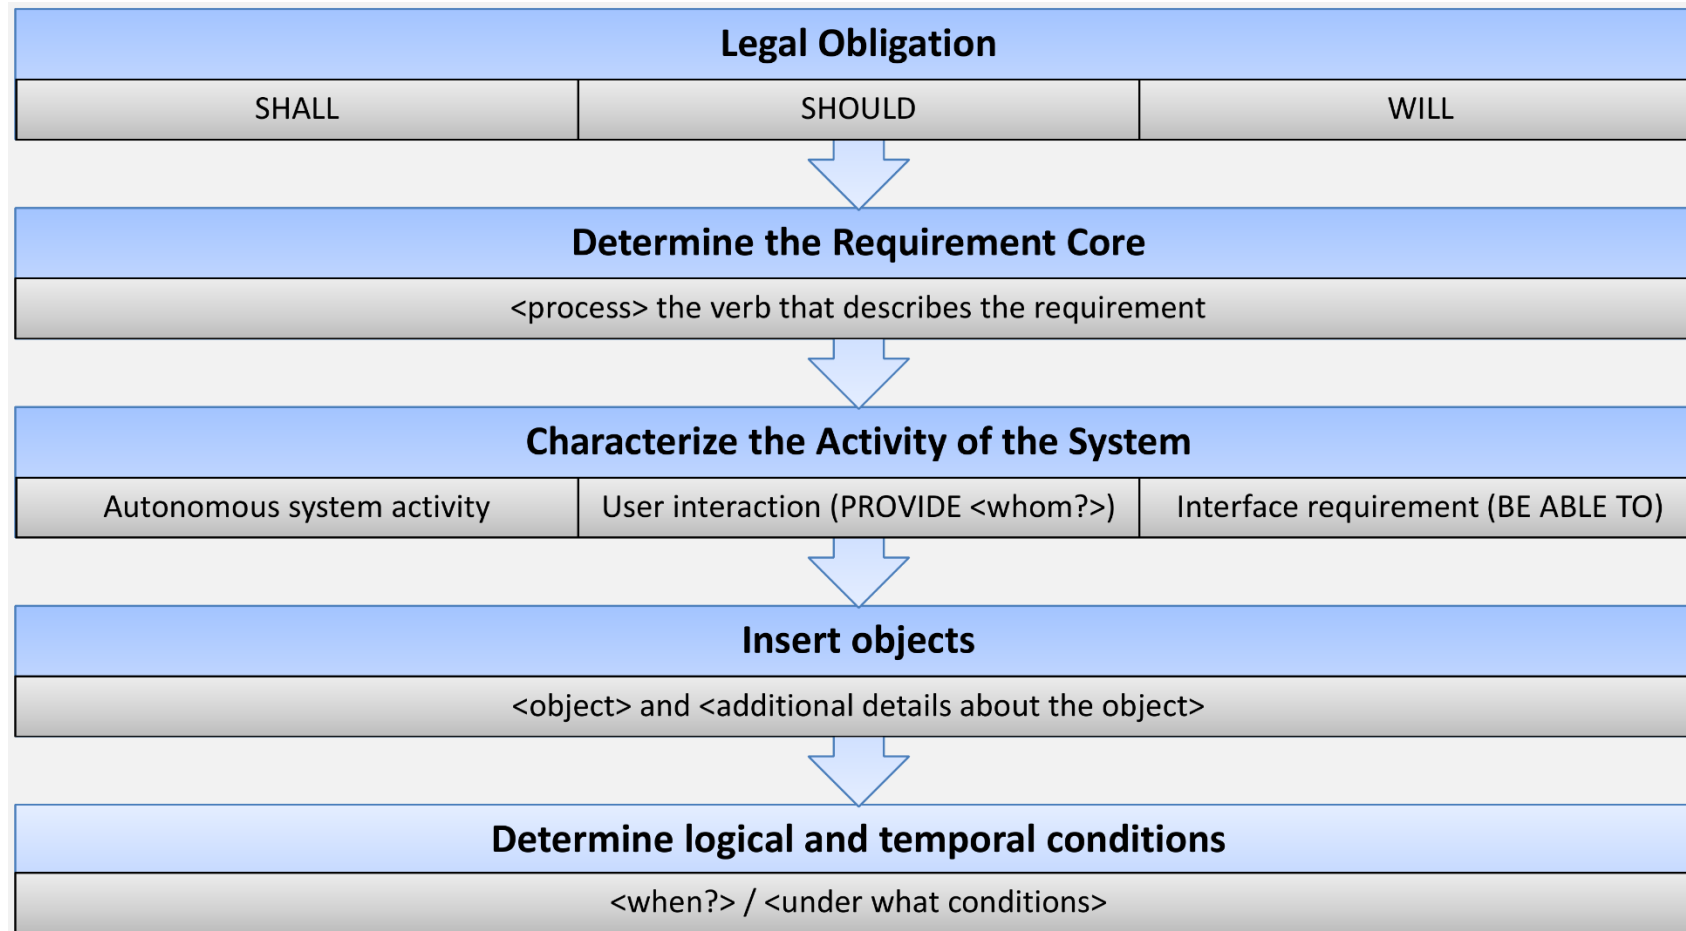 Legal Obligation
SHALL
SHOULD
WILL
Determine the Requirement Core
<process> the verb that describes the requirement
Characterize the Activity of the System
Autonomous system activity
User interaction (PROVIDE <whom?>)
Interface requirement (BE ABLE TO)
Insert objects
<object> and <additional details about the object>
Determine logical and temporal conditions
<when?> / <under what conditions>